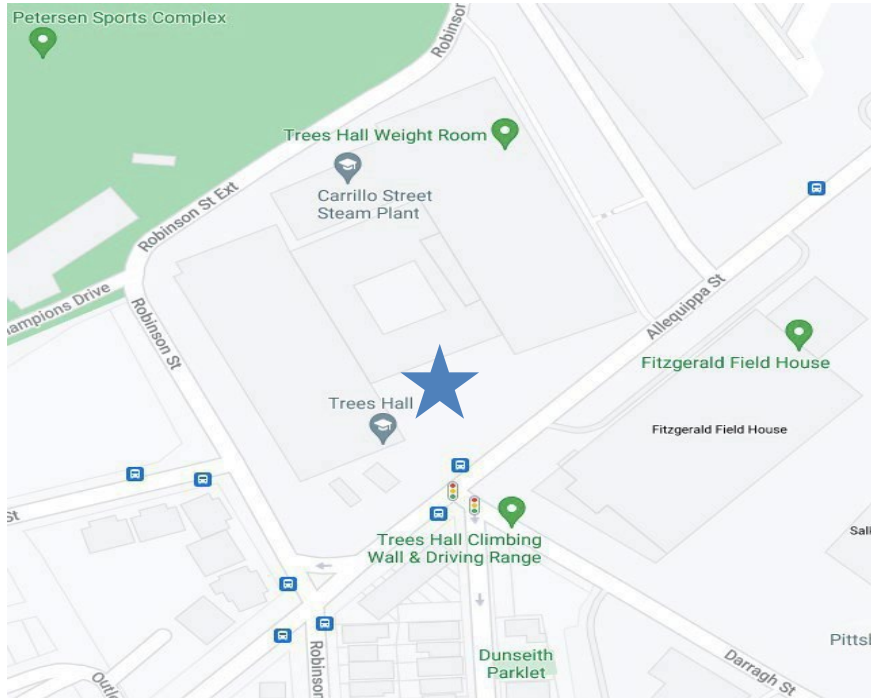 Petersen Sports Complex
Robinson
Trees Hall Weight Room
Carrillo Street
Steam Plant
Robinson St Ext
hampions Drive
Robinson St
Allequippa St
Fitzgerald Field House
Trees Hall
Fitzgerald Field House
St
Trees Hall Climbing
Wall & Driving Range
Sall
Robinson
Dunseith
Parklet
Darragh St
Pittsb
Outlo